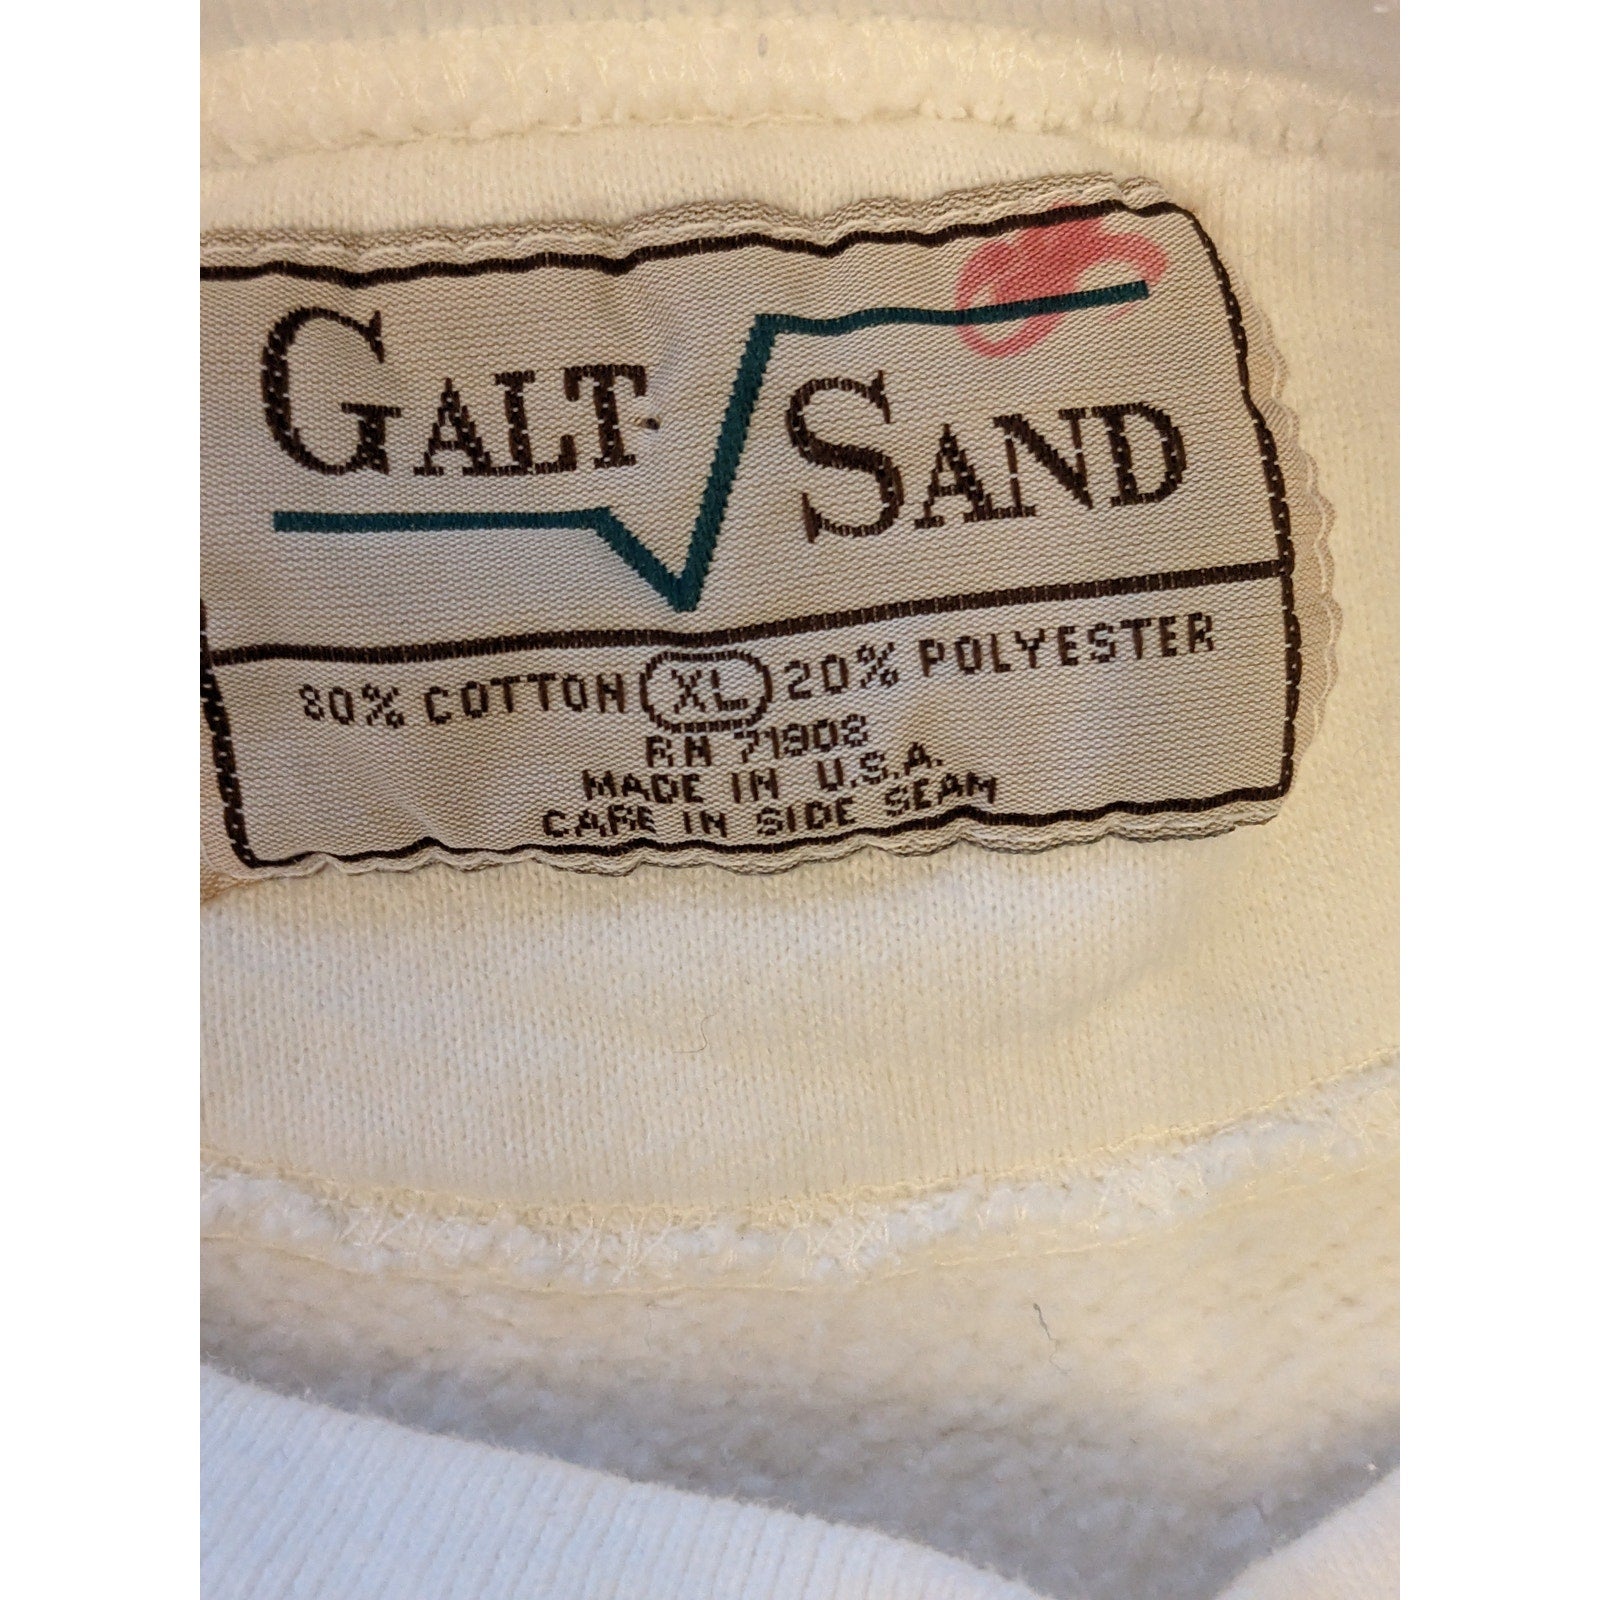 GALT SAND
80% COTTON XL 20% POLYESTER
RN 71908
MADE IN U.S.A.
CARE IN SIDE SEAM